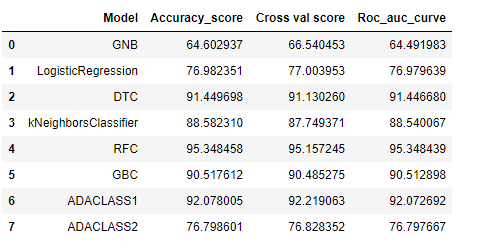 Model Accuracy_score Cross val score Roc_auc_curve
0 GNB 64.602937 66.540453 64.491983
1 LogisticRegression 76.982351 77.003953 76.979639
2 DTC 91.449698 91.130260 91.446680
3 kNeighborsClassifier 88.582310 87.749371 88.540067
4 RFC 95.348458 95.157245 95.348439
5 GBC 90.517612 90.485275 90.512898
6 ADACLASS1 92.078005 92.219063 92.072692
7 ADACLASS2 76.798601 76.828352 76.797667